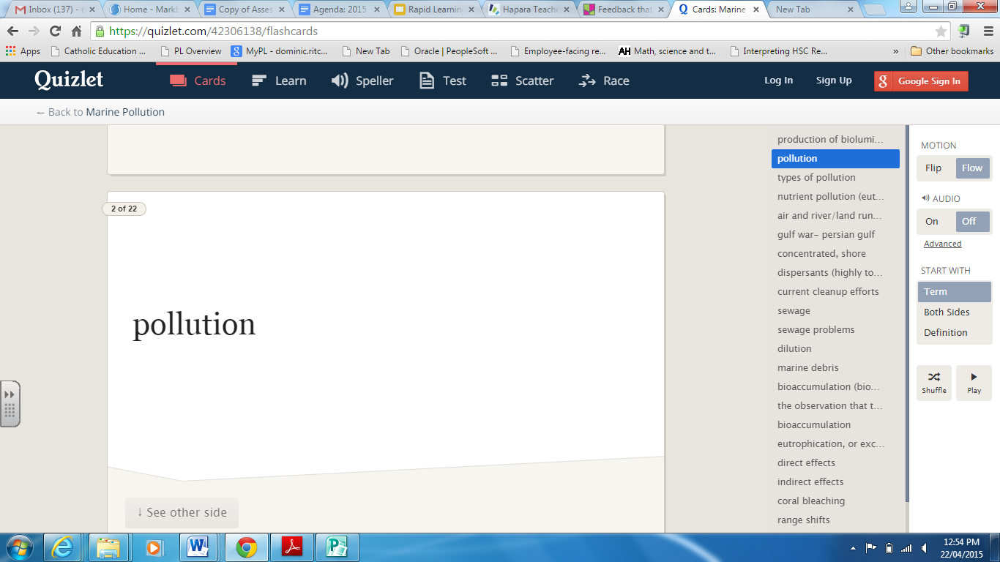 Inbox (137) - t
Home - Markb
Copy of Asses
Agenda: 2015
Rapid Learnin
Hapara Teache
Feedback that
Cards: Marine
New Tab
https://quizlet.com/42306138/flashcards
Apps
Catholic Education ...
PL Overview
MyPL - dominic.ritc...
New Tab
Oracle | PeopleSoft ...
Employee-facing re...
AH Math, science and t...
Interpreting HSC Re...
»
Other bookmarks
Quizlet
Cards
Learn
Speller
Test
Scatter
Race
Log In
Sign Up
Google Sign In
← Back to Marine Pollution
2 of 22
pollution
↓ See other side
production of biolumi...
pollution
types of pollution
nutrient pollution (eut...
air and river/land run...
gulf war- persian gulf
concentrated, shore
dispersants (highly to...
current cleanup efforts
sewage
sewage problems
dilution
marine debris
bioaccumulation (bio...
the observation that t...
bioaccumulation
eutrophication, or exc...
direct effects
indirect effects
coral bleaching
range shifts
MOTION
Flip
Flow
AUDIO
On
Off
Advanced
START WITH
Term
Both Sides
Definition
Shuffle
Play
12:54 PM
22/04/2015